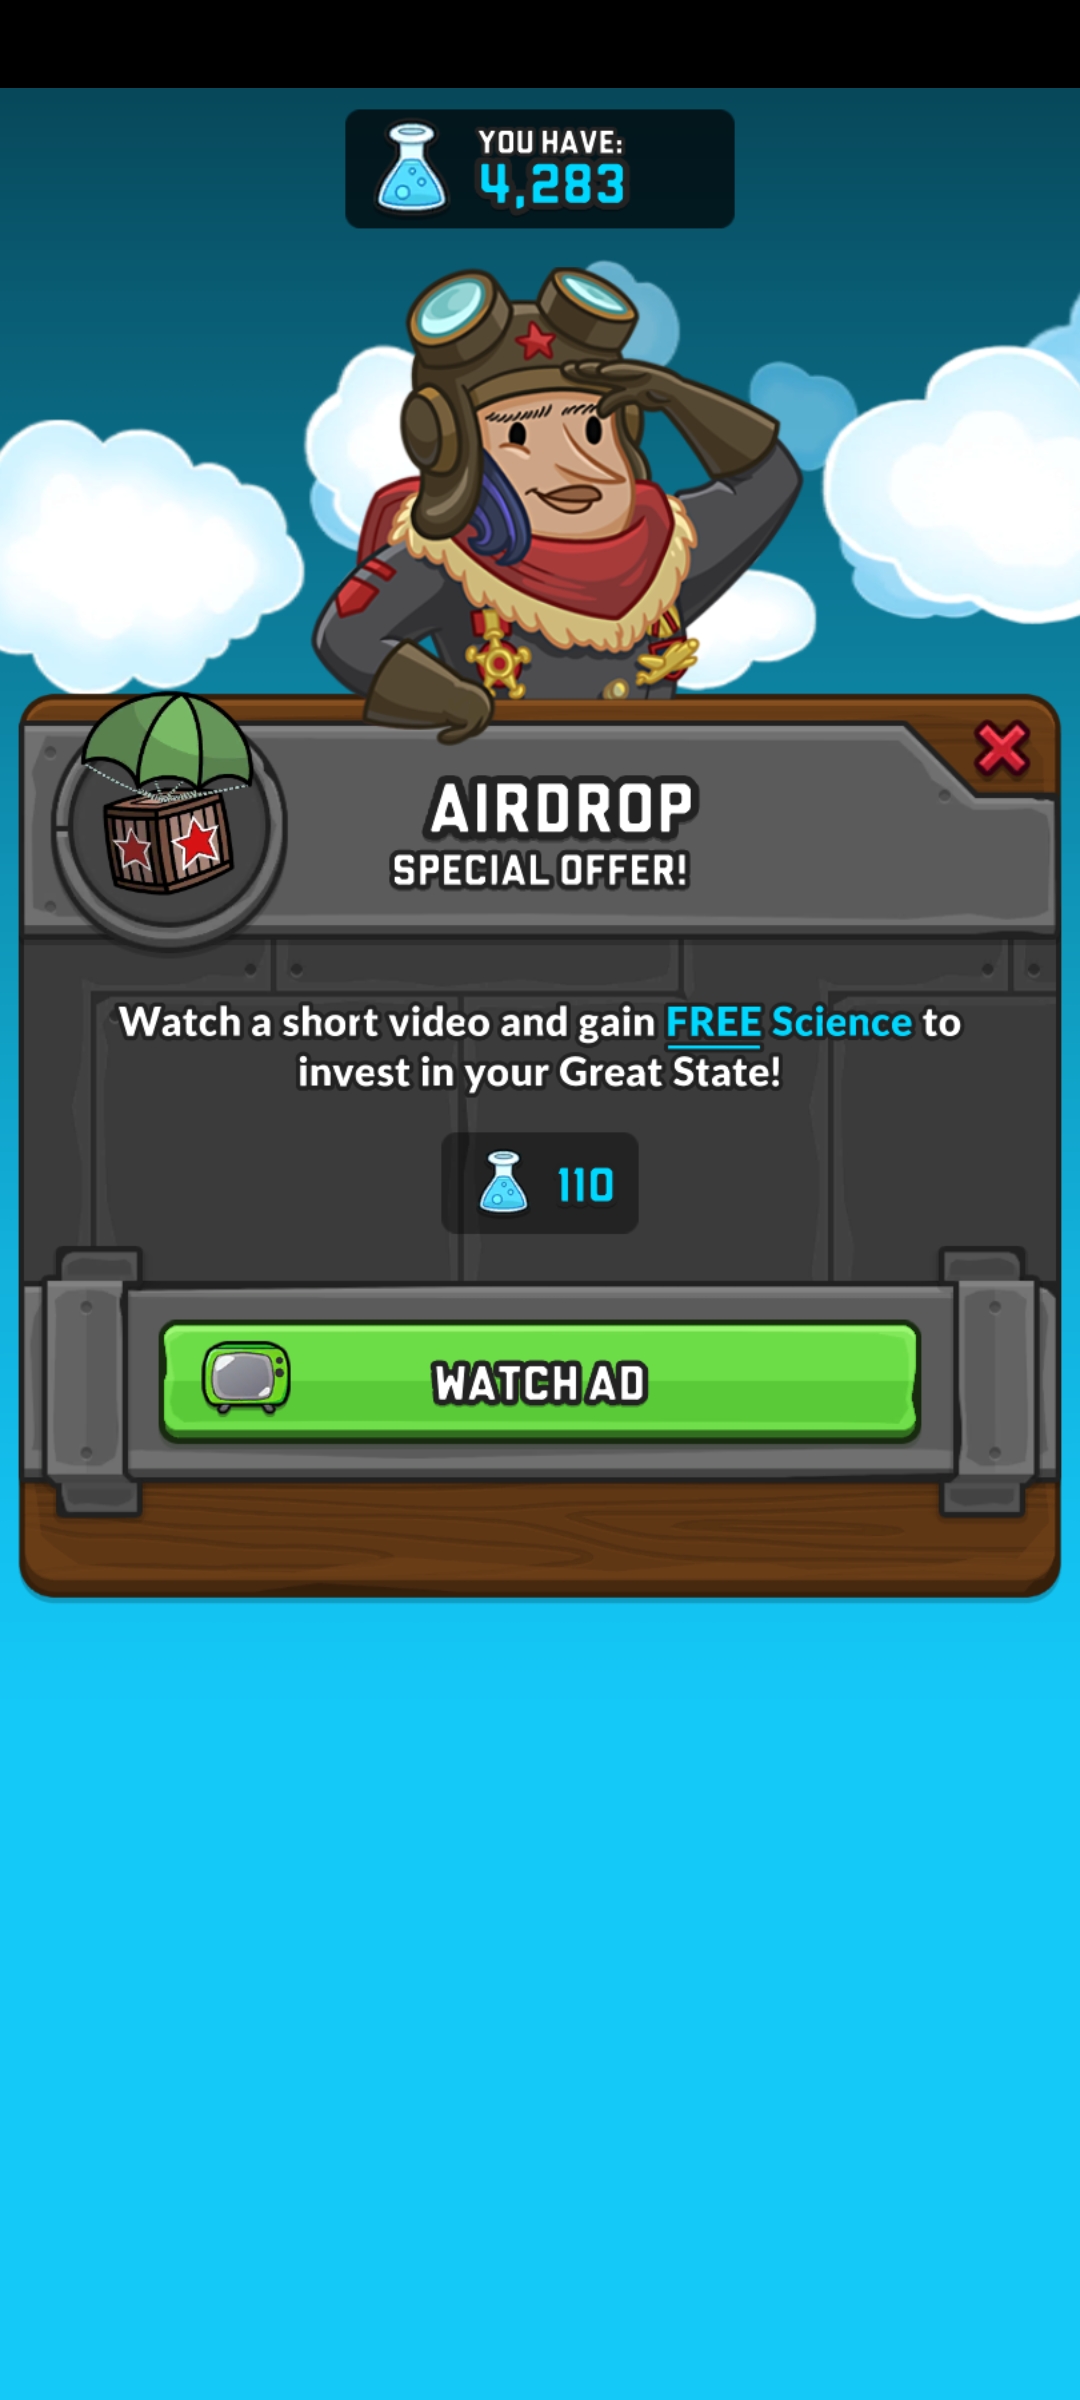 YOU HAVE:
4,283
AIRDROP
SPECIAL OFFER!
Watch a short video and gain FREE Science to
invest in your Great State!
110
WATCH AD